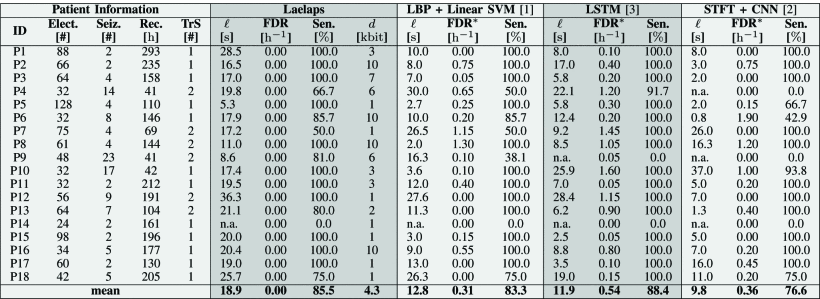 Patient Information Laelaps LBP + Linear SVM [1] LSTM [3] STFT + CNN [2]
ID Elect. Seiz. Rec. TrS ℓ FDR Sen. d ℓ FDR* Sen. ℓ FDR* Sen. ℓ FDR* Sen.
[#] [#] [h] [#] [s] [h⁻¹] [%] [kbit] [s] [h⁻¹] [%] [s] [h⁻¹] [%] [s] [h⁻¹] [%]
P1 88 2 293 1 28.5 0.00 100.0 3 10.0 0.00 100.0 8.0 0.10 100.0 8.0 0.00 100.0
P2 66 2 235 1 16.5 0.00 100.0 10 8.0 0.75 100.0 17.0 0.40 100.0 3.0 0.75 100.0
P3 64 4 158 1 17.0 0.00 100.0 7 7.0 0.05 100.0 5.8 0.20 100.0 2.0 0.00 100.0
P4 32 14 41 2 19.8 0.00 66.7 6 30.0 0.65 50.0 22.1 1.20 91.7 n.a. 0.00 0.0
P5 128 4 110 1 5.3 0.00 100.0 1 2.7 0.25 100.0 5.8 0.30 100.0 2.0 0.15 66.7
P6 32 8 146 1 17.9 0.00 85.7 10 10.0 0.20 85.7 12.4 0.20 100.0 0.8 1.90 42.9
P7 75 4 69 2 17.2 0.00 50.0 1 26.5 1.15 50.0 9.2 1.45 100.0 26.0 0.00 100.0
P8 61 4 144 2 11.0 0.00 100.0 10 2.0 1.30 100.0 8.5 1.05 100.0 16.3 1.20 100.0
P9 48 23 41 2 8.6 0.00 81.0 6 16.3 0.10 38.1 n.a. 0.05 0.0 n.a. 0.00 0.0
P10 32 17 42 1 17.4 0.00 100.0 3 3.6 0.10 100.0 25.9 1.60 100.0 37.0 1.00 93.8
P11 32 2 212 1 19.5 0.00 100.0 3 12.0 0.40 100.0 7.0 0.05 100.0 5.0 0.20 100.0
P12 56 9 191 2 36.3 0.00 100.0 1 27.6 0.00 100.0 28.4 1.15 100.0 7.0 0.00 100.0
P13 64 7 104 2 21.1 0.00 80.0 2 11.3 0.00 100.0 6.2 0.90 100.0 1.3 0.40 100.0
P14 24 2 161 1 n.a. 0.00 0.0 1 n.a. 0.00 0.0 n.a. 0.00 0.0 n.a. 0.00 0.0
P15 98 2 196 1 20.0 0.00 100.0 1 3.0 0.15 100.0 2.5 0.05 100.0 5.0 0.00 100.0
P16 34 5 177 1 20.4 0.00 100.0 10 9.0 0.55 100.0 8.8 0.80 100.0 7.0 0.20 100.0
P17 60 2 130 1 19.0 0.00 100.0 1 13.0 0.00 100.0 3.5 0.10 100.0 16.0 0.45 100.0
P18 42 5 205 1 25.7 0.00 75.0 1 26.3 0.00 75.0 19.0 0.15 100.0 11.0 0.20 75.0
mean 18.9 0.00 85.5 4.3 12.8 0.31 83.3 11.9 0.54 88.4 9.8 0.36 76.6